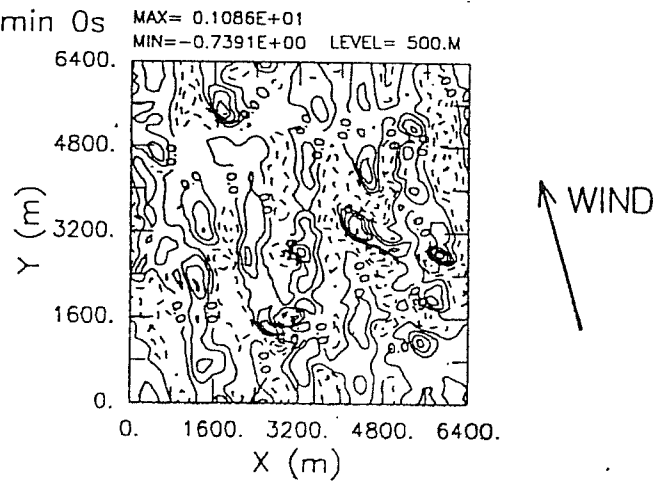 min 0s MAX= 0.1086E+01
MIN=-0.7391E+00 LEVEL= 500.M
6400.
4800.
3200.
1600.
0.
Y (m)
0. 1600. 3200. 4800. 6400.
X (m)
WIND